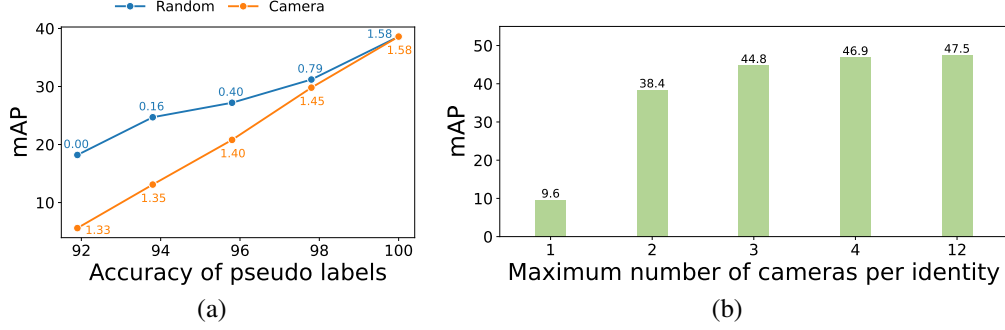 Random Camera
mAP
40
30
20
10
0.00
0.16
0.40
0.79
1.58
1.58
1.45
1.40
1.35
1.33
92 94 96 98 100
Accuracy of pseudo labels
(a)
mAP
50
40
30
20
10
0
9.6
38.4
44.8
46.9
47.5
1 2 3 4 12
Maximum number of cameras per identity
(b)